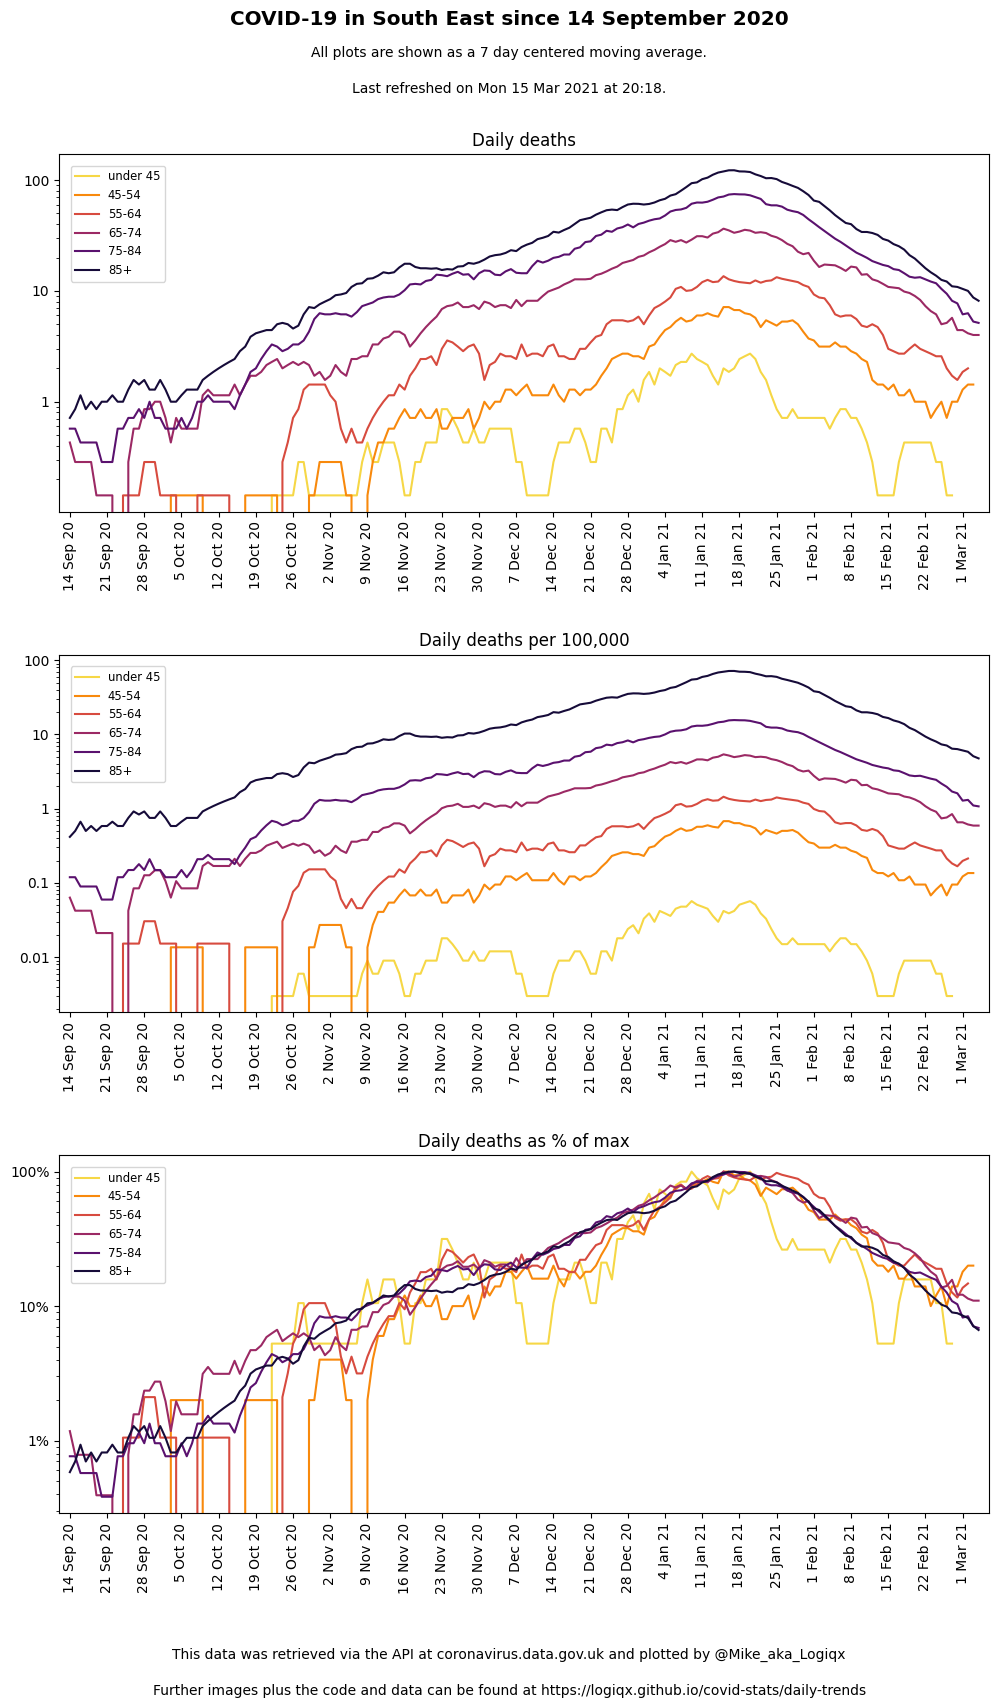 COVID-19 in South East since 14 September 2020
All plots are shown as a 7 day centered moving average.
Last refreshed on Mon 15 Mar 2021 at 20:18.
Daily deaths
100
10
1
under 45
45-54
55-64
65-74
75-84
85+
14 Sep 20
21 Sep 20
28 Sep 20
5 Oct 20
12 Oct 20
19 Oct 20
26 Oct 20
2 Nov 20
9 Nov 20
16 Nov 20
23 Nov 20
30 Nov 20
7 Dec 20
14 Dec 20
21 Dec 20
28 Dec 20
4 Jan 21
11 Jan 21
18 Jan 21
25 Jan 21
1 Feb 21
8 Feb 21
15 Feb 21
22 Feb 21
1 Mar 21
Daily deaths per 100,000
100
10
1
0.1
0.01
under 45
45-54
55-64
65-74
75-84
85+
14 Sep 20
21 Sep 20
28 Sep 20
5 Oct 20
12 Oct 20
19 Oct 20
26 Oct 20
2 Nov 20
9 Nov 20
16 Nov 20
23 Nov 20
30 Nov 20
7 Dec 20
14 Dec 20
21 Dec 20
28 Dec 20
4 Jan 21
11 Jan 21
18 Jan 21
25 Jan 21
1 Feb 21
8 Feb 21
15 Feb 21
22 Feb 21
1 Mar 21
Daily deaths as % of max
100%
10%
1%
under 45
45-54
55-64
65-74
75-84
85+
14 Sep 20
21 Sep 20
28 Sep 20
5 Oct 20
12 Oct 20
19 Oct 20
26 Oct 20
2 Nov 20
9 Nov 20
16 Nov 20
23 Nov 20
30 Nov 20
7 Dec 20
14 Dec 20
21 Dec 20
28 Dec 20
4 Jan 21
11 Jan 21
18 Jan 21
25 Jan 21
1 Feb 21
8 Feb 21
15 Feb 21
22 Feb 21
1 Mar 21
This data was retrieved via the API at coronavirus.data.gov.uk and plotted by @Mike_aka_Logiqx
Further images plus the code and data can be found at https://logiqx.github.io/covid-stats/daily-trends